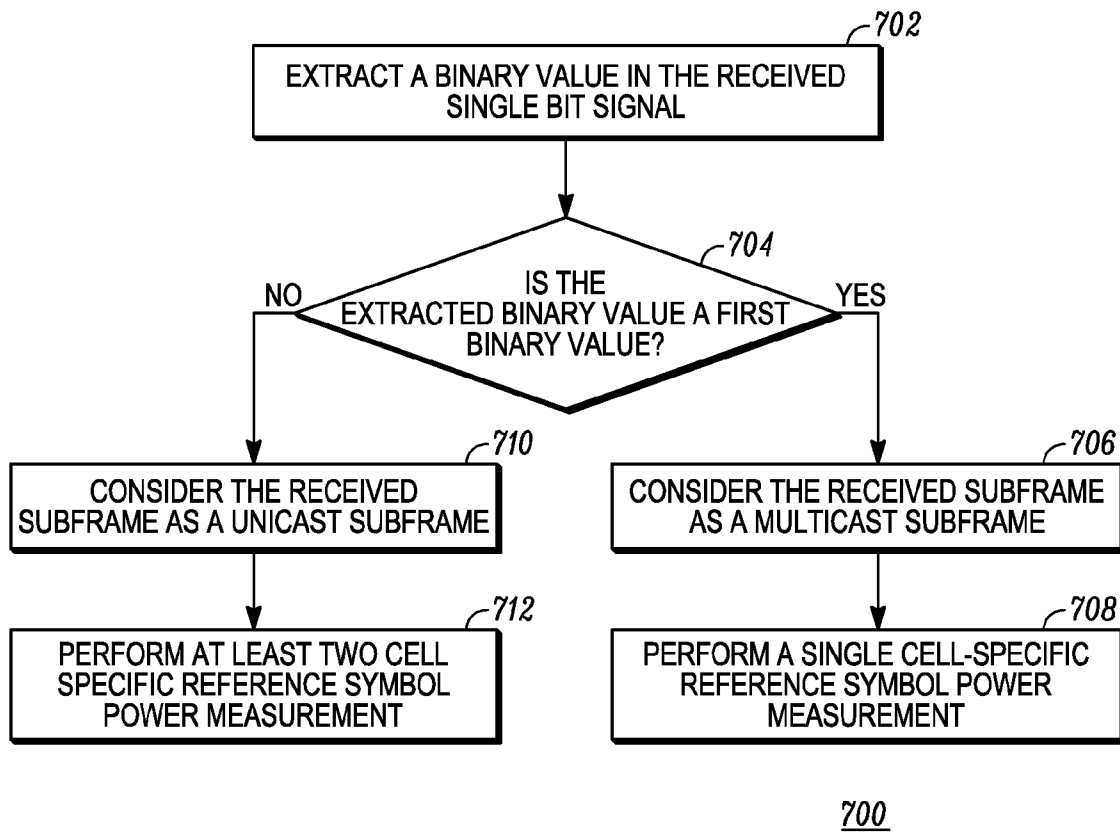 702
EXTRACT A BINARY VALUE IN THE RECEIVED
SINGLE BIT SIGNAL
704
IS THE
EXTRACTED BINARY VALUE A FIRST
BINARY VALUE?
NO
YES
710
CONSIDER THE RECEIVED
SUBFRAME AS A UNICAST SUBFRAME
706
CONSIDER THE RECEIVED SUBFRAME
AS A MULTICAST SUBFRAME
712
PERFORM AT LEAST TWO CELL
SPECIFIC REFERENCE SYMBOL
POWER MEASUREMENT
708
PERFORM A SINGLE CELL-SPECIFIC
REFERENCE SYMBOL POWER
MEASUREMENT
700